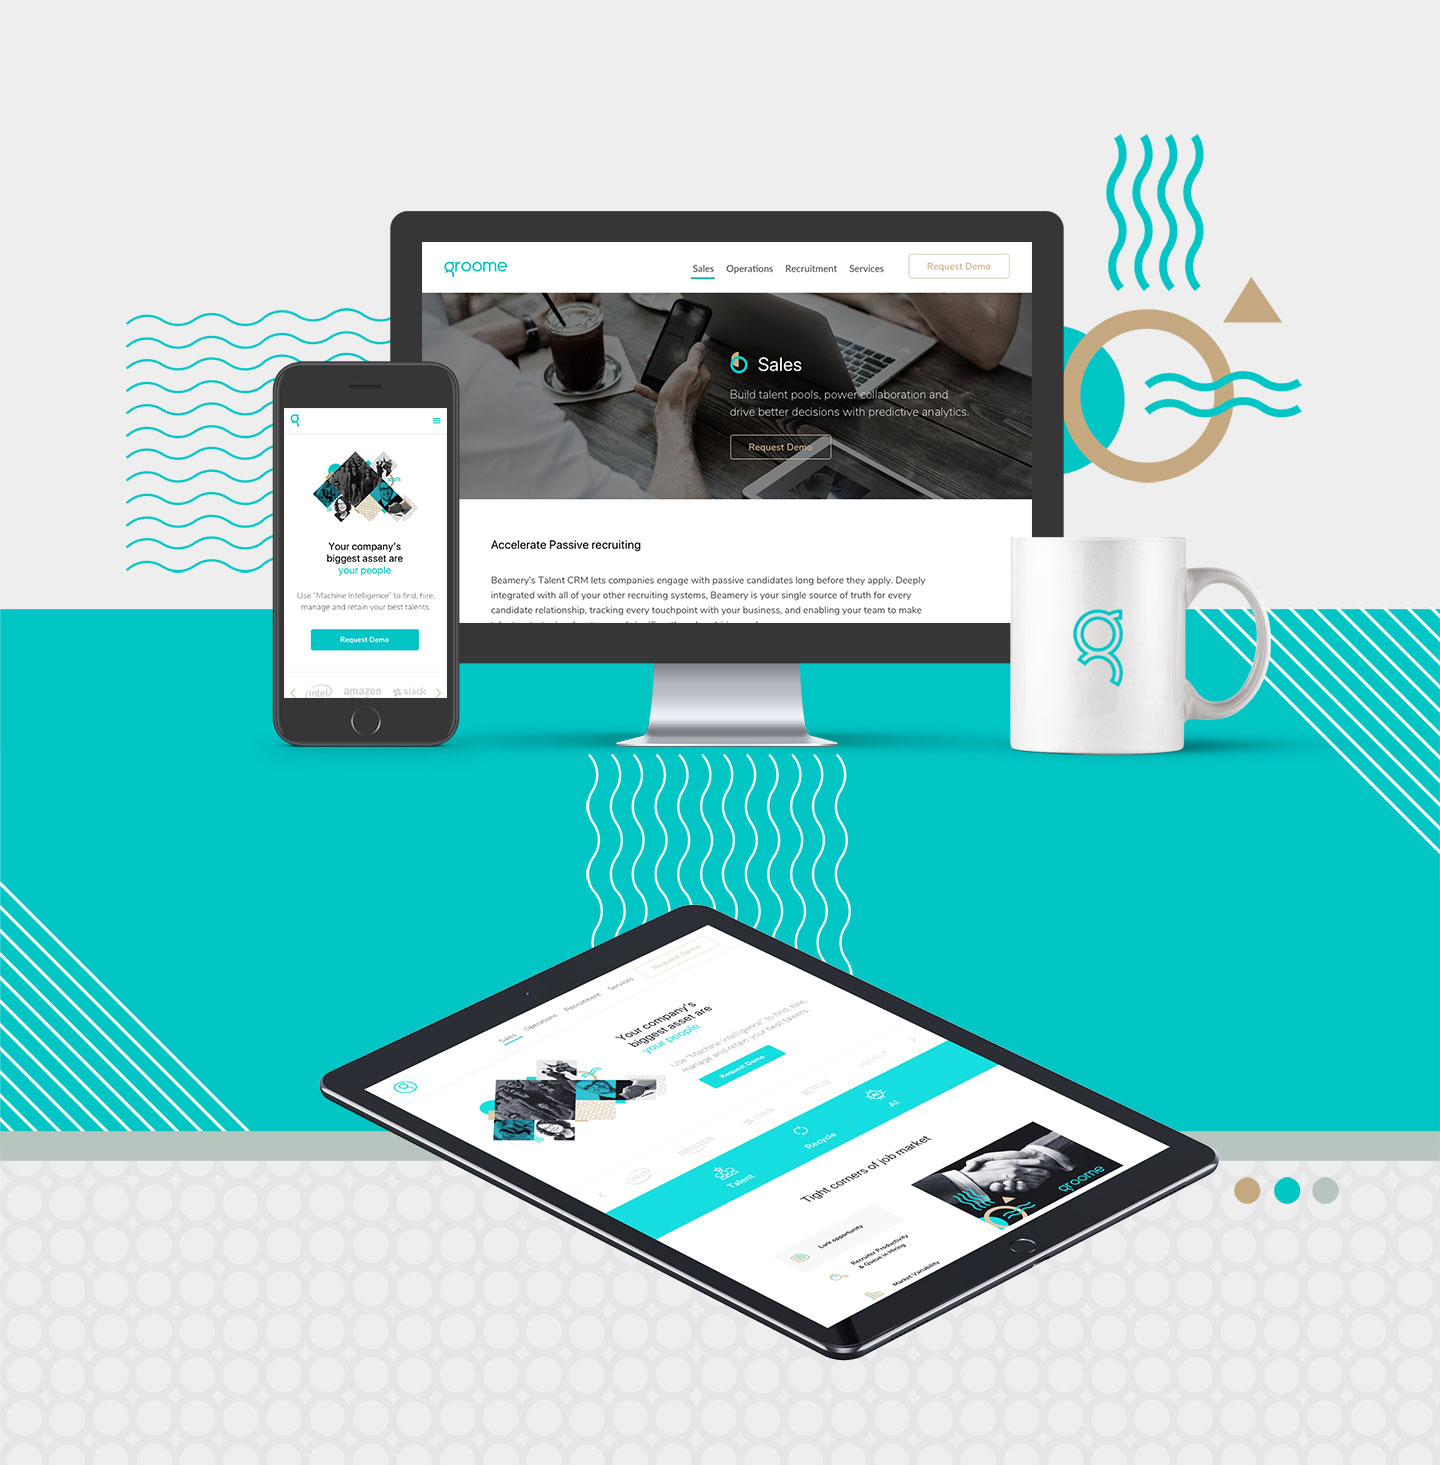 groome
Sales Operations Recruitment Services Request Demo
Sales
Build talent pools, power collaboration and
drive better decisions with predictive analytics.
Request Demo
Accelerate Passive recruiting
Beamery's Talent CRM lets companies engage with passive candidates long before they apply. Deeply
integrated with all of your other recruiting systems, Beamery is your single source of truth for every
candidate relationship, tracking every touchpoint with your business, and enabling your team to make
g
Your company's
biggest asset are
your people
Use "Machine Intelligence" to find, hire,
manage and retain your best talents.
Request Demo
intel amazon slack
g
Sales Operations Recruitment Services Request Demo
Your company's
biggest asset are
your people
Use "Machine Intelligence" to find, hire,
manage and retain your best talents.
Request Demo
intel amazon slack NETFLIX
Talent Recycle AI
AI
Tight corners of job market
groome
Lurk opportunity
Recruiter Productivity
& Queue in Hiring
Market Variability